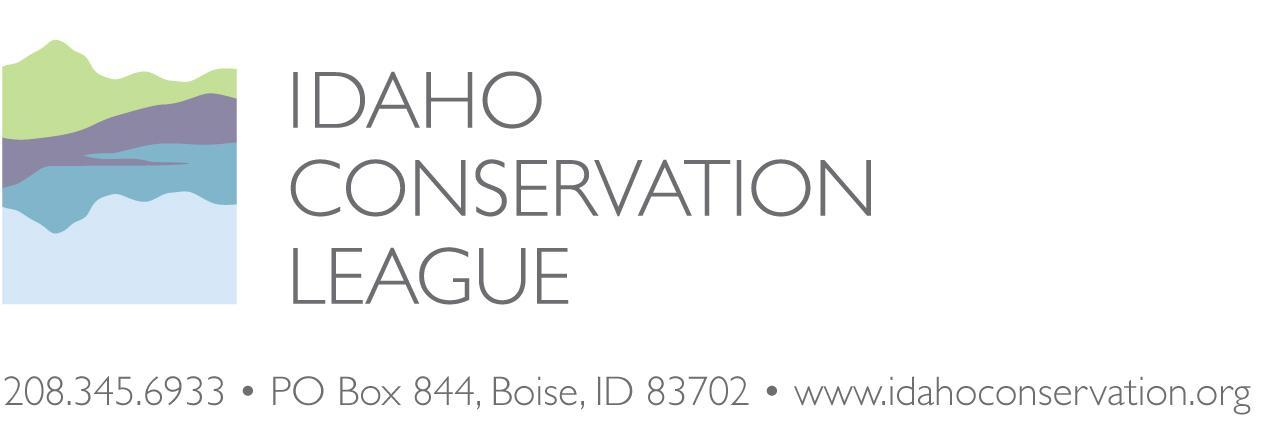 IDAHO
CONSERVATION
LEAGUE
208.345.6933 • PO Box 844, Boise, ID 83702 • www.idahoconservation.org